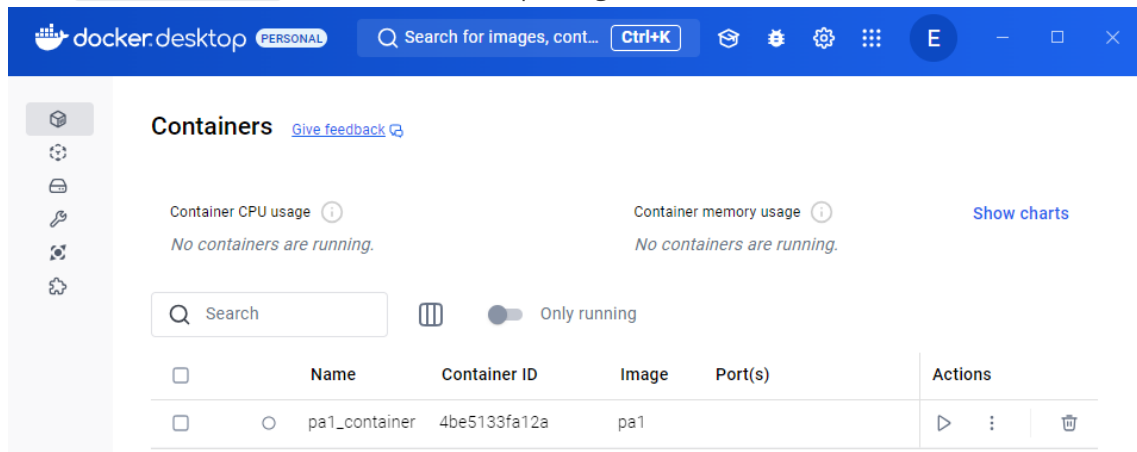 docker.desktop PERSONAL Search for images, cont... Ctrl+K E
Containers Give feedback
Container CPU usage Container memory usage Show charts
No containers are running. No containers are running.
Search Only running
Name Container ID Image Port(s) Actions
pa1_container 4be5133fa12a pa1